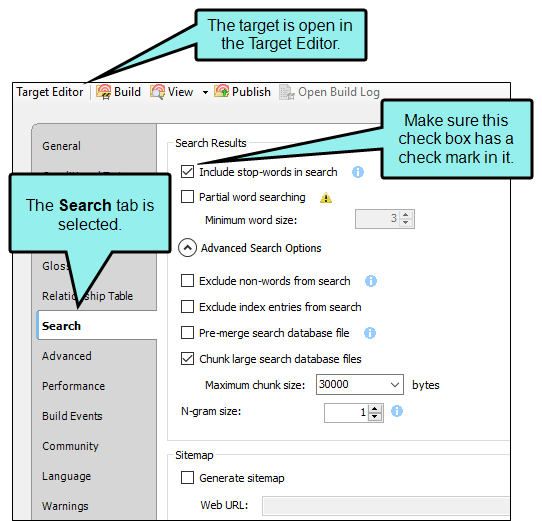 The target is open in
the Target Editor.
Target Editor Build View Publish Open Build Log
Make sure this
check box has a
check mark in it.
General
The Search tab is
selected.
Relationship Table
Search
Advanced
Performance
Build Events
Community
Language
Warnings
Search Results
Include stop-words in search
Partial word searching
Minimum word size: 3
Advanced Search Options
Exclude non-words from search
Exclude index entries from search
Pre-merge search database file
Chunk large search database files
Maximum chunk size: 30000 bytes
N-gram size: 1
Sitemap
Generate sitemap
Web URL: